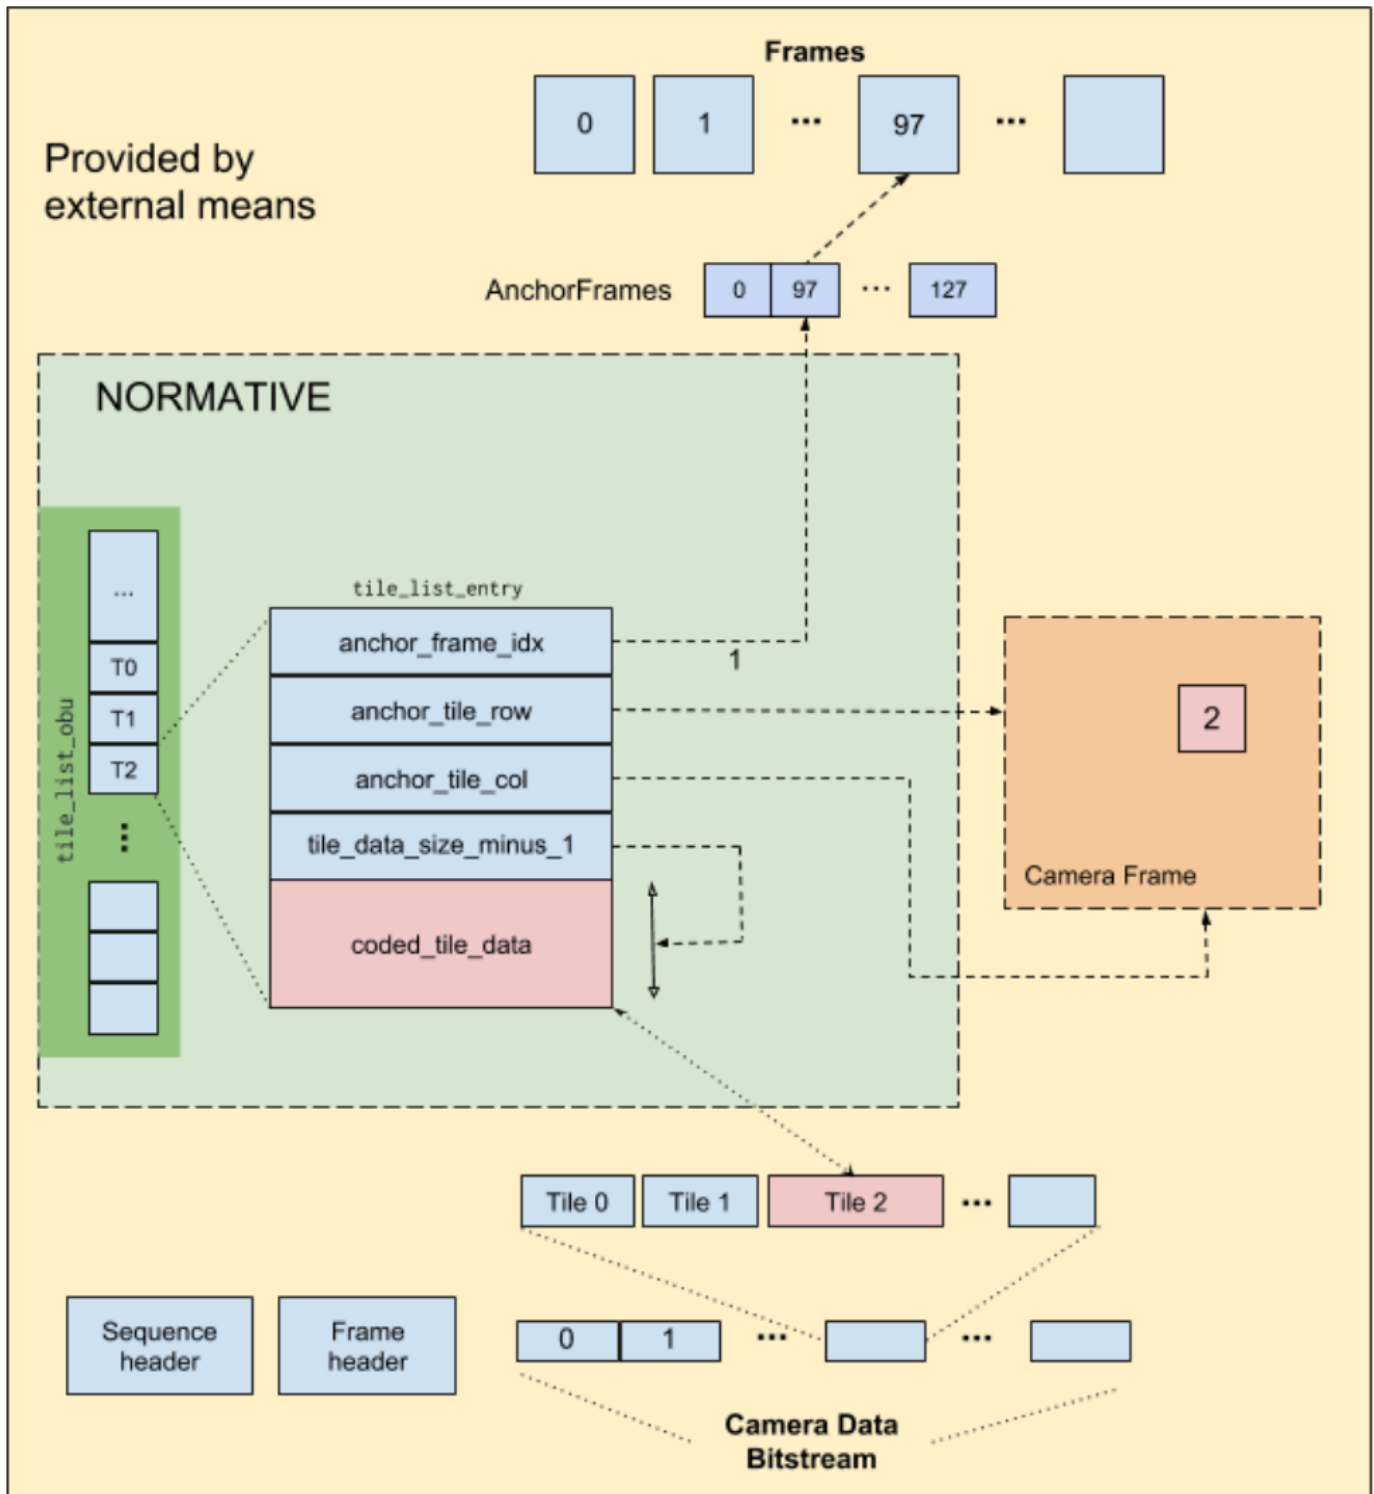 Frames
0 1 ... 97 ...
Provided by
external means
AnchorFrames 0 97 ... 127
NORMATIVE
tile_list_obu
...
T0
T1
T2
tile_list_entry
anchor_frame_idx
1
anchor_tile_row
anchor_tile_col
tile_data_size_minus_1
coded_tile_data
2
Camera Frame
Tile 0 Tile 1 Tile 2 ...
Sequence
header
Frame
header
0 1 ... ...
Camera Data
Bitstream